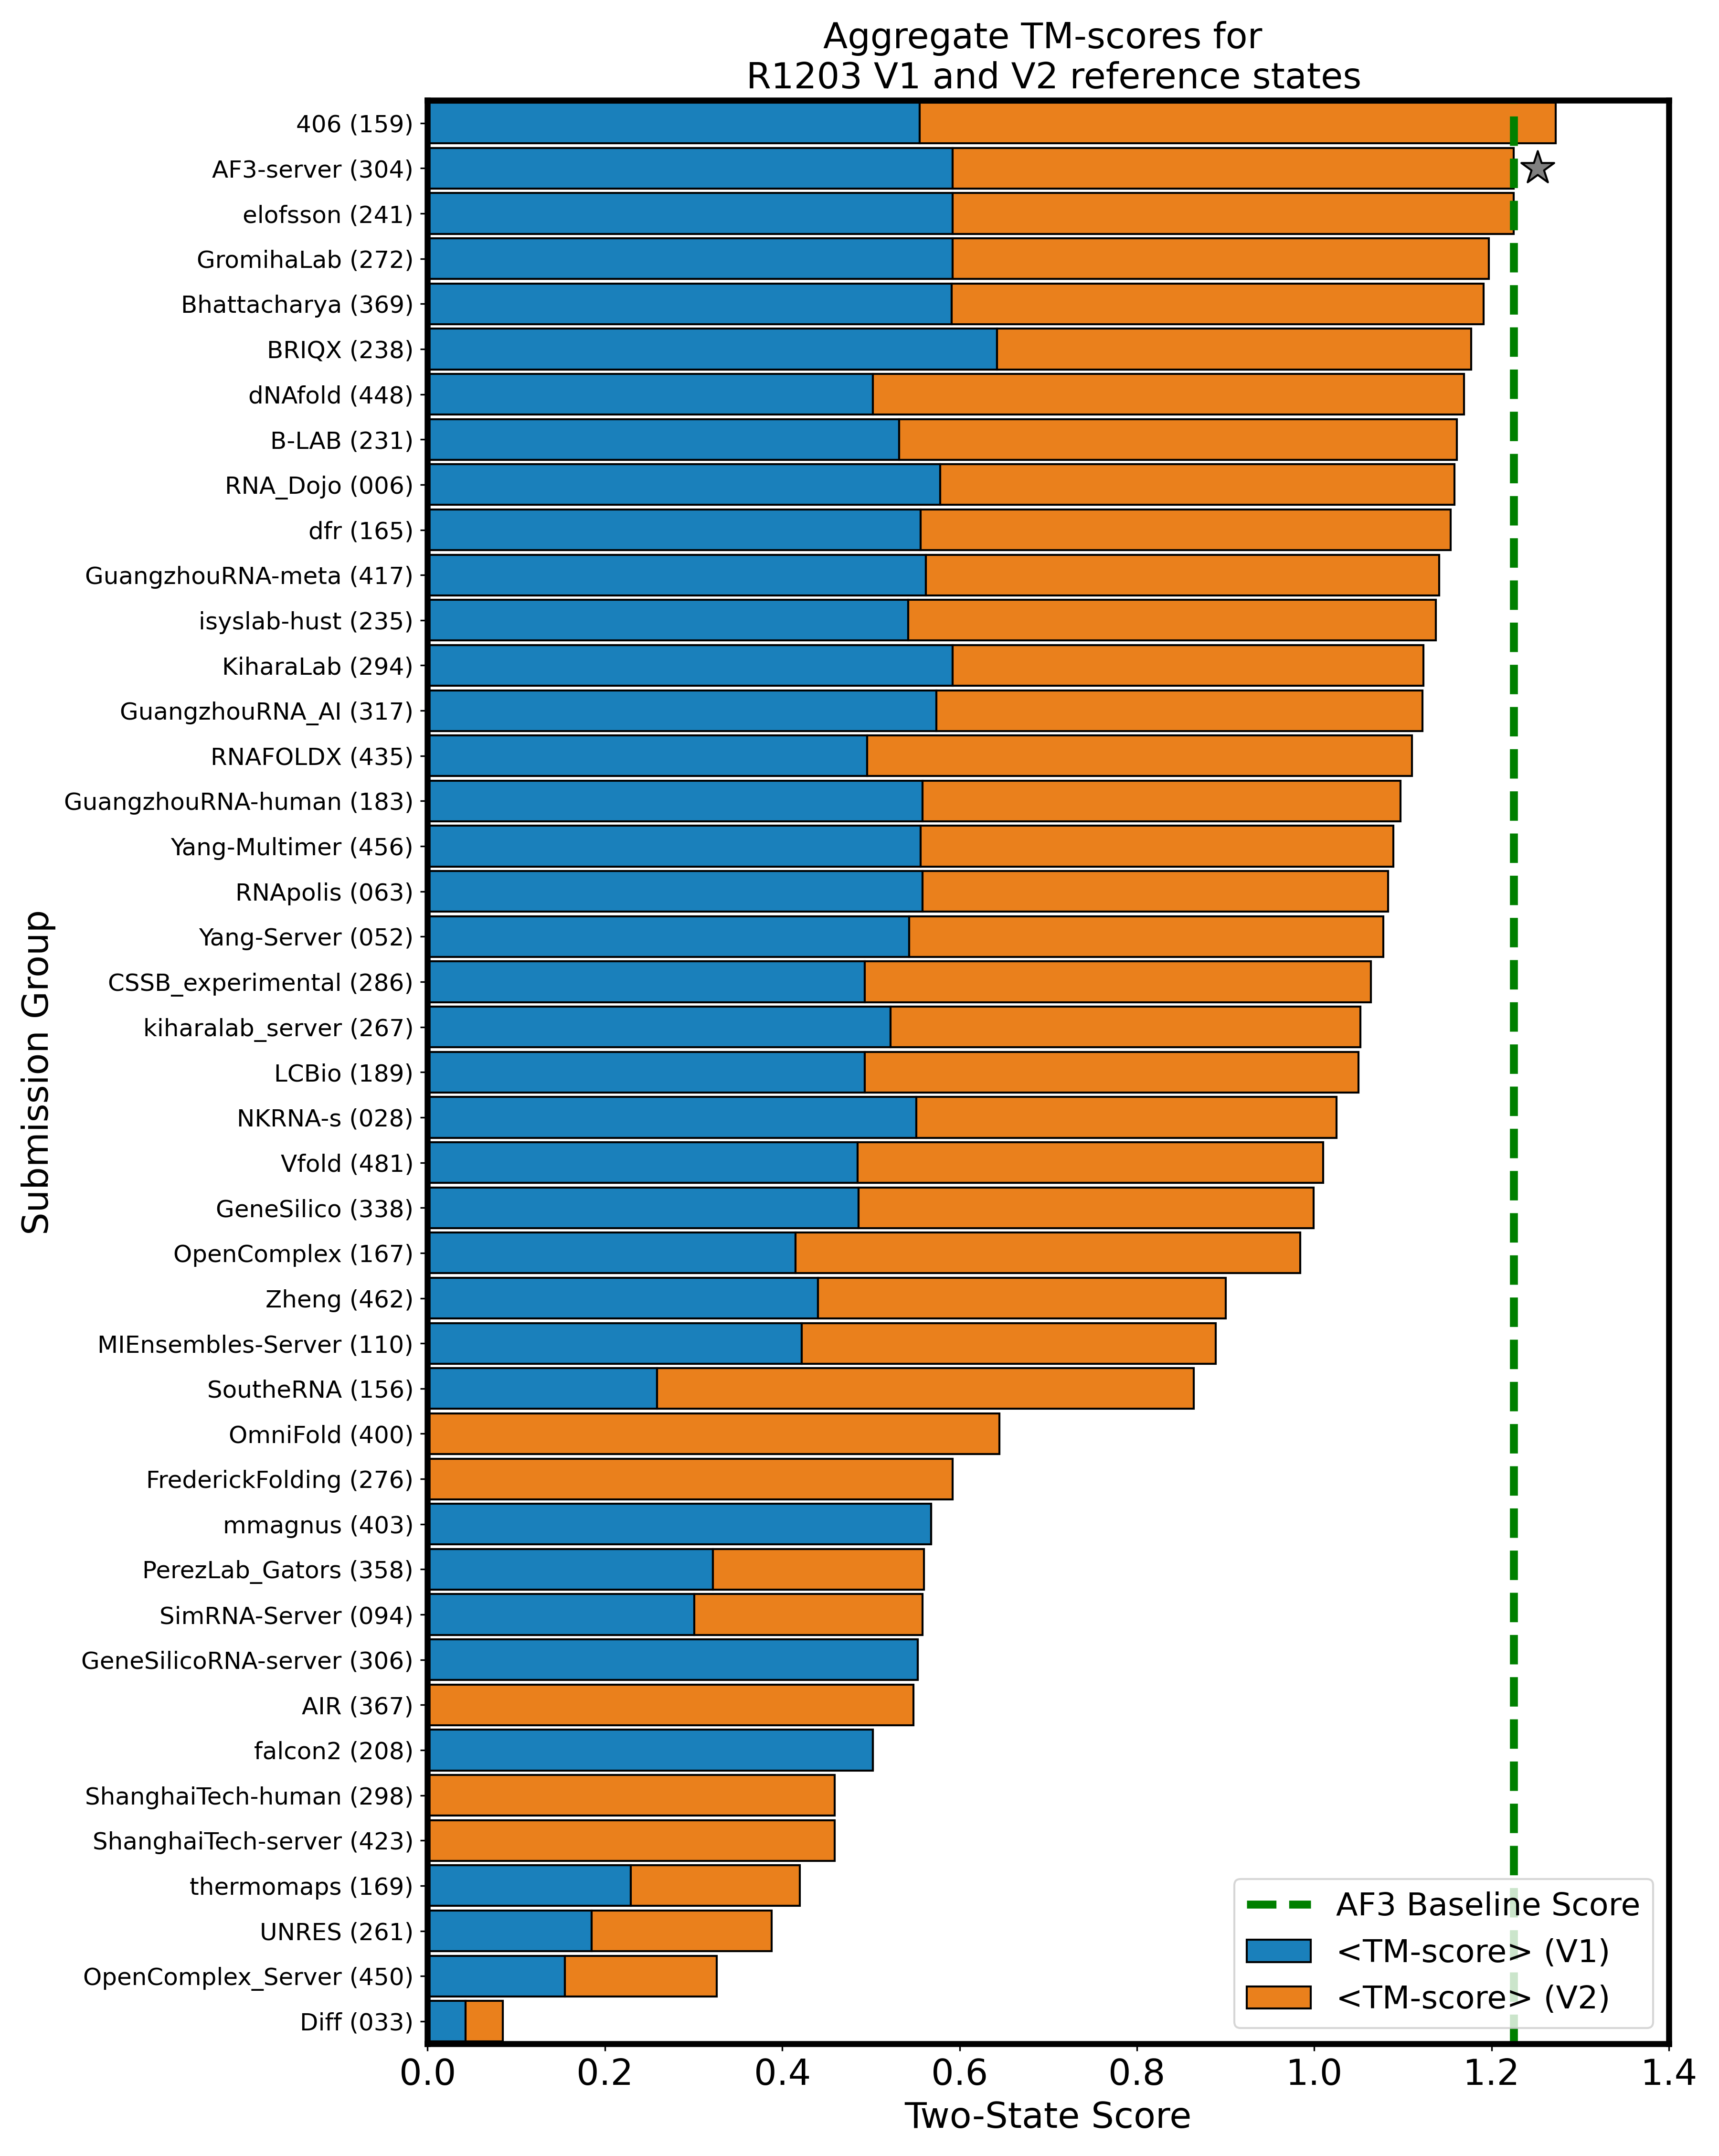 Aggregate TM-scores for
R1203 V1 and V2 reference states
406 (159)
AF3-server (304)
elofsson (241)
GromihaLab (272)
Bhattacharya (369)
BRIQX (238)
dNAfold (448)
B-LAB (231)
RNA_Dojo (006)
dfr (165)
GuangzhouRNA-meta (417)
isyslab-hust (235)
KiharaLab (294)
GuangzhouRNA_AI (317)
RNAFOLDX (435)
GuangzhouRNA-human (183)
Yang-Multimer (456)
RNApolis (063)
Yang-Server (052)
CSSB_experimental (286)
kiharalab_server (267)
LCBio (189)
NKRNA-s (028)
Vfold (481)
GeneSilico (338)
OpenComplex (167)
Zheng (462)
MIEnsembles-Server (110)
SoutheRNA (156)
OmniFold (400)
FrederickFolding (276)
mmagnus (403)
PerezLab_Gators (358)
SimRNA-Server (094)
GeneSilicoRNA-server (306)
AIR (367)
falcon2 (208)
ShanghaiTech-human (298)
ShanghaiTech-server (423)
thermomaps (169)
UNRES (261)
OpenComplex_Server (450)
Diff (033)
Submission Group
AF3 Baseline Score
<TM-score> (V1)
<TM-score> (V2)
0.0 0.2 0.4 0.6 0.8 1.0 1.2 1.4
Two-State Score